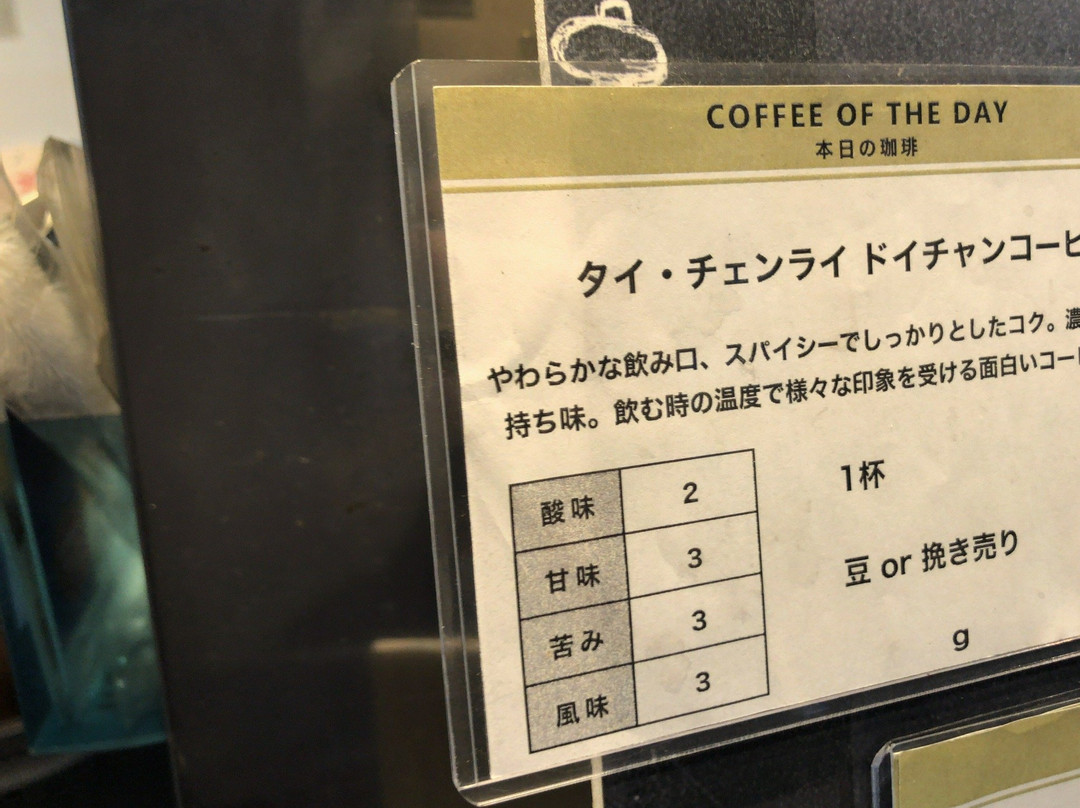 COFFEE OF THE DAY
本日の珈琲
タイ・チェンライ ドイチャンコーヒ
やわらかな飲み口、スパイシーでしっかりとしたコク。濃
持ち味。飲む時の温度で様々な印象を受ける面白いコー
酸味 2
甘味 3
苦み 3
風味 3
1杯
豆 or 挽き売り
g